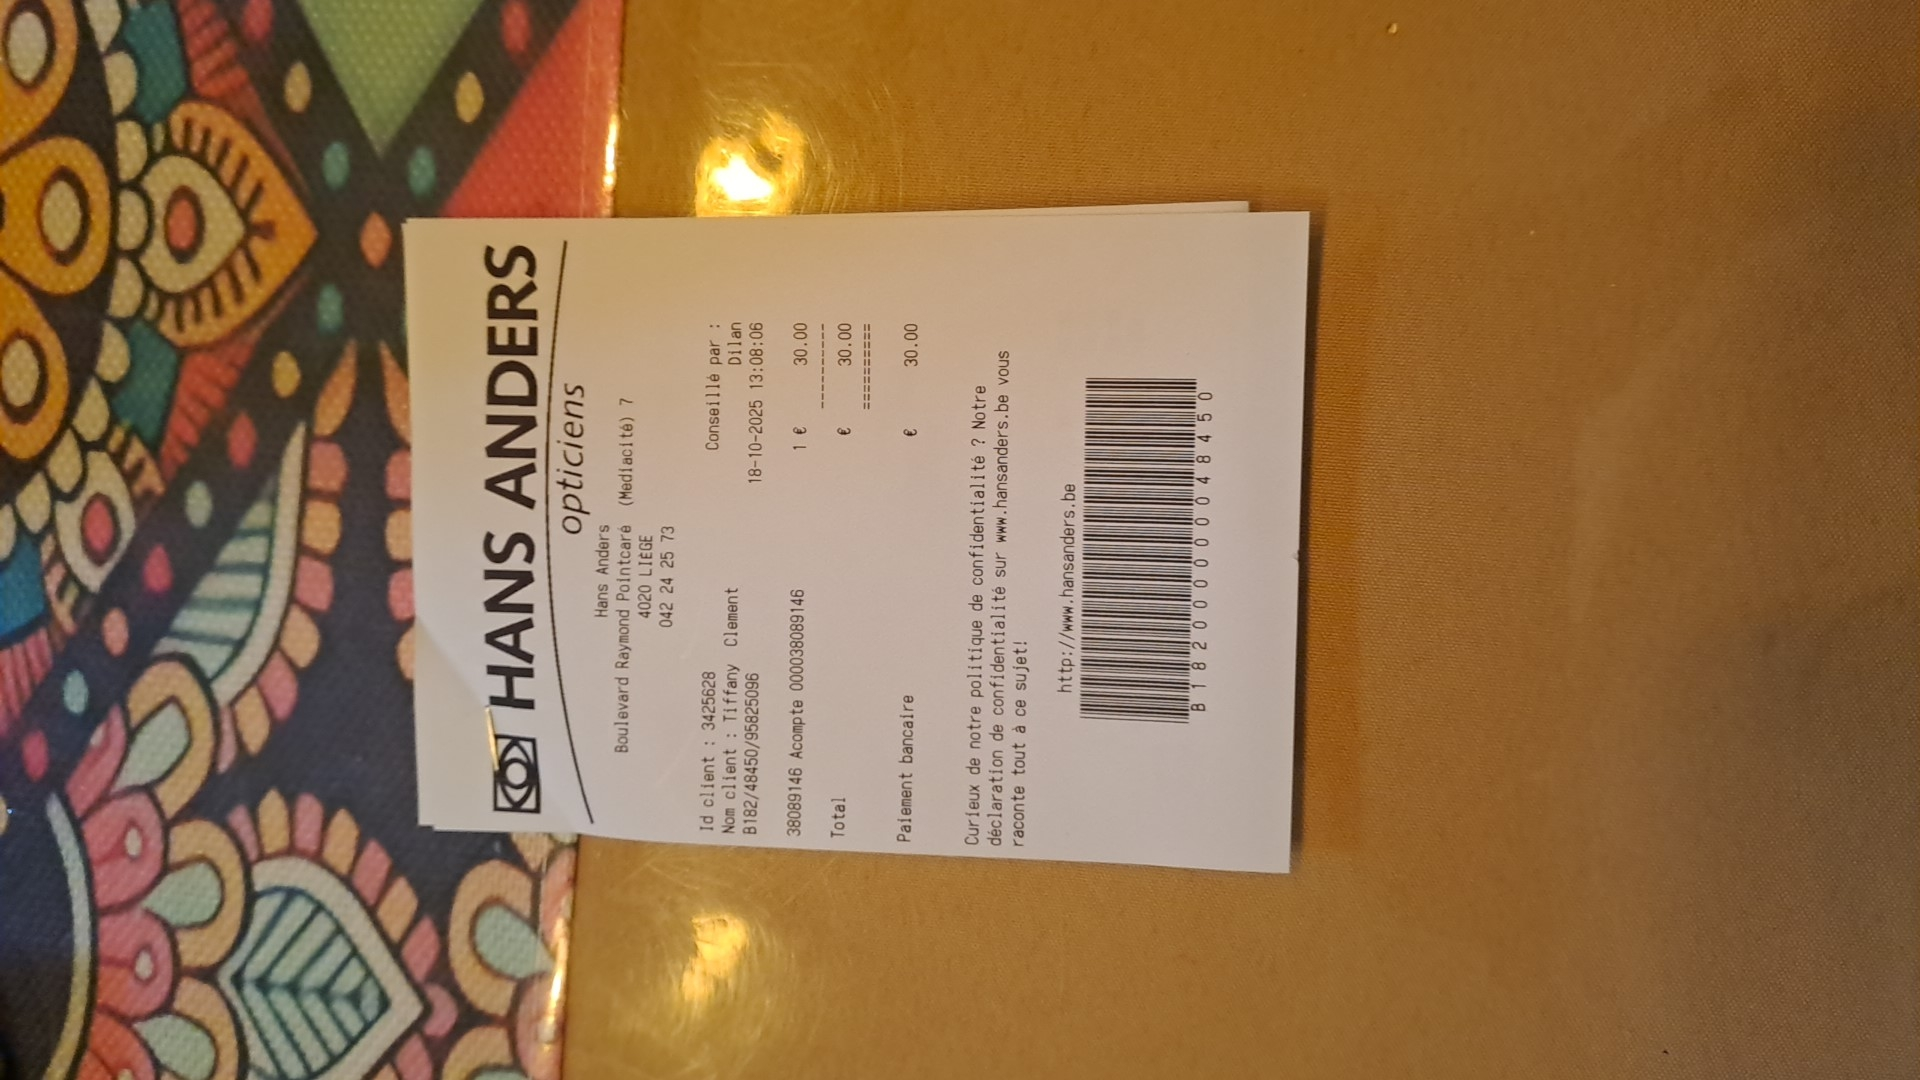 HANS ANDERS
opticiens
Hans Anders
Boulevard Raymond Pointcaré (Mediacité) 7
4020 LIÈGE
042 24 25 73
Id client : 3425628 Conseillé par :
Nom client : Tiffany Clement Dilan
B182/48450/95825096 18-10-2025 13:08:06
38089146 Acompte 000038089146 1 € 30.00
----------
Total € 30.00
==========
Paiement bancaire € 30.00
Curieux de notre politique de confidentialité ? Notre
déclaration de confidentialité sur www.hansanders.be vous
raconte tout à ce sujet!
http://www.hansanders.be
B182000000048450